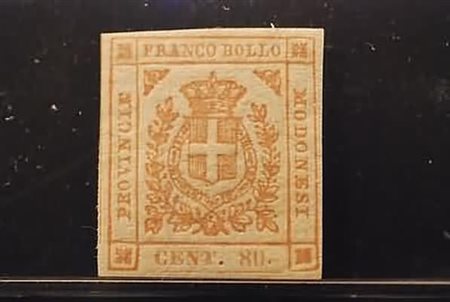 FRANCO BOLLO
PROVINCIE
MODONESI
CENT. 80.